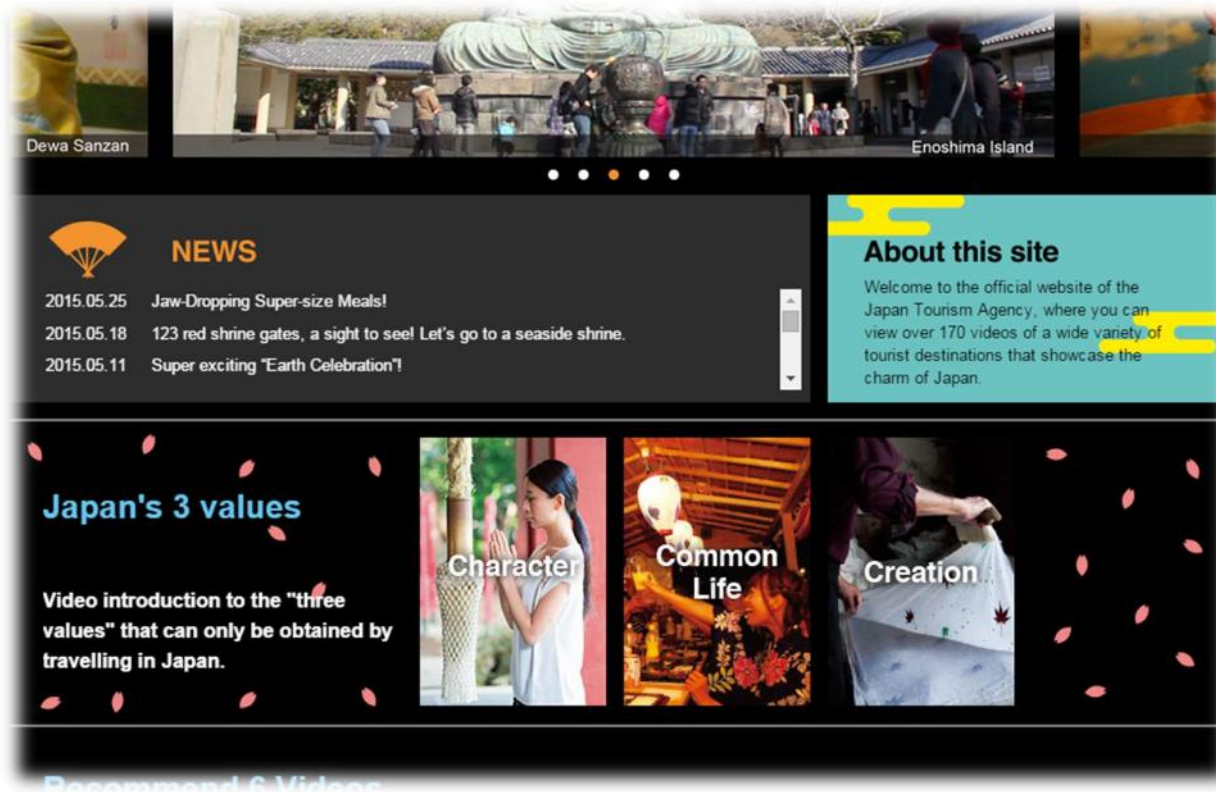 Dewa Sanzan
Enoshima Island
NEWS
2015.05.25 Jaw-Dropping Super-size Meals!
2015.05.18 123 red shrine gates, a sight to see! Let's go to a seaside shrine.
2015.05.11 Super exciting "Earth Celebration"!
About this site
Welcome to the official website of the
Japan Tourism Agency, where you can
view over 170 videos of a wide variety of
tourist destinations that showcase the
charm of Japan.
Japan's 3 values
Video introduction to the "three
values" that can only be obtained by
travelling in Japan.
Character
Common
Life
Creation
Recommend 6 Videos